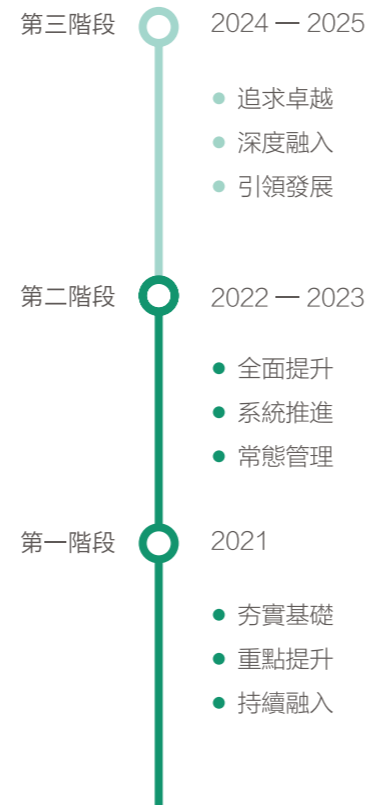 第三階段 2024 — 2025
追求卓越
深度融入
引領發展
第二階段 2022 — 2023
全面提升
系統推進
常態管理
第一階段 2021
夯實基礎
重點提升
持續融入